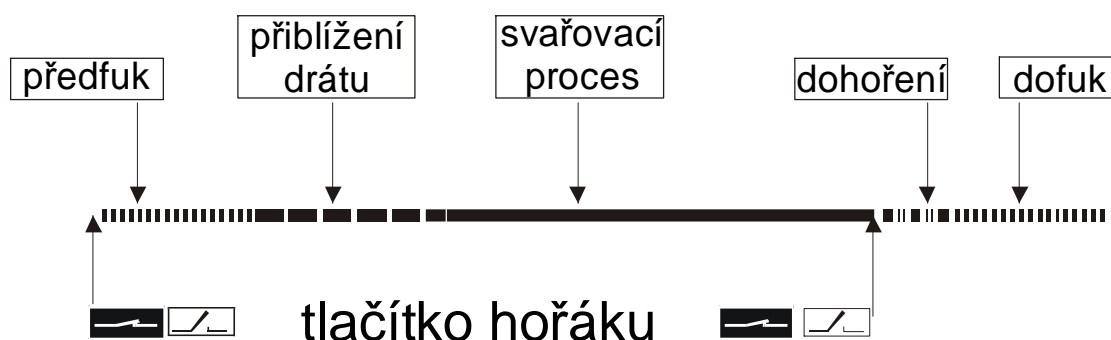 předfuk
přiblížení
drátu
svařovací
proces
dohoření
dofuk
tlačítko hořáku